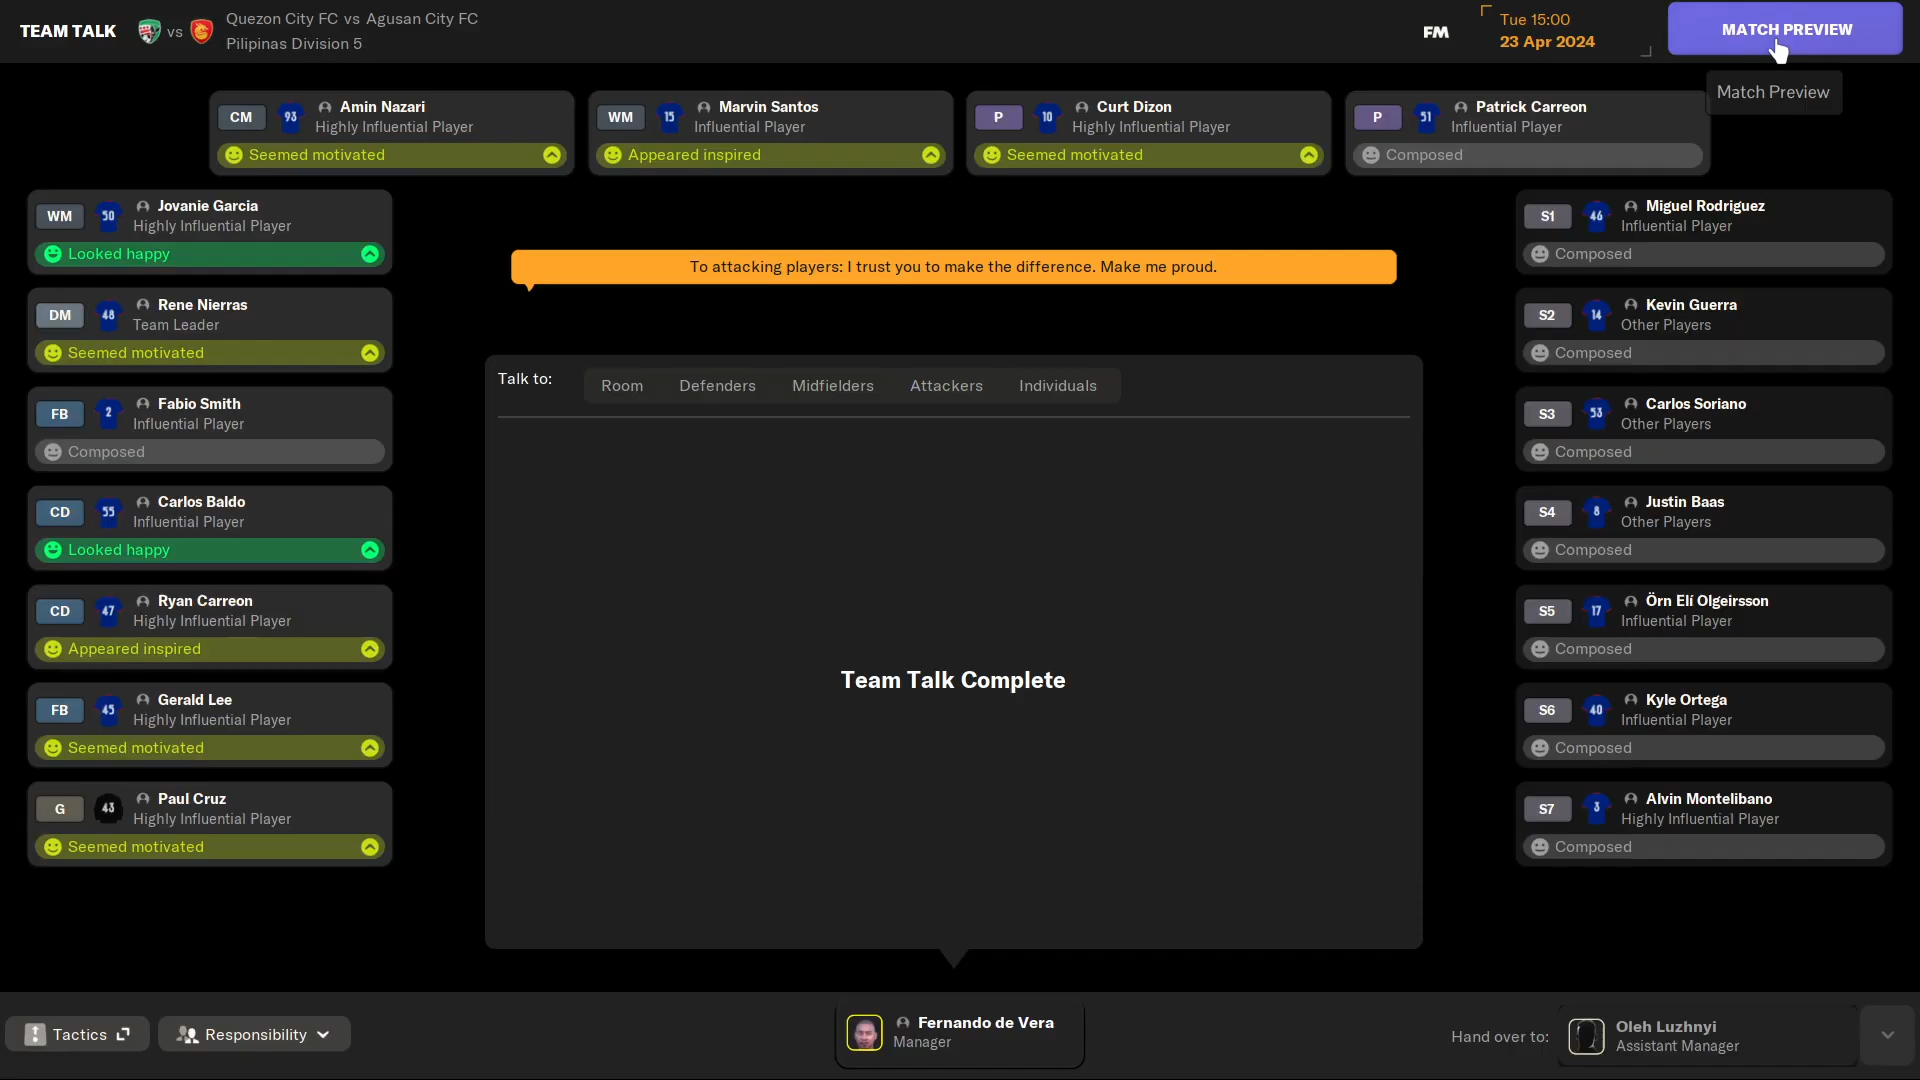 TEAM TALK
vs
Quezon City FC vs Agusan City FC
Pilipinas Division 5
FM
Tue 15:00
23 Apr 2024
MATCH PREVIEW
Match Preview
CM
93
Amin Nazari
Highly Influential Player
Seemed motivated
WM
15
Marvin Santos
Influential Player
Appeared inspired
P
10
Curt Dizon
Highly Influential Player
Seemed motivated
P
51
Patrick Carreon
Influential Player
Composed
WM
50
Jovanie Garcia
Highly Influential Player
Looked happy
DM
48
Rene Nierras
Team Leader
Seemed motivated
FB
2
Fabio Smith
Influential Player
Composed
CD
55
Carlos Baldo
Influential Player
Looked happy
CD
47
Ryan Carreon
Highly Influential Player
Appeared inspired
FB
45
Gerald Lee
Highly Influential Player
Seemed motivated
G
43
Paul Cruz
Highly Influential Player
Seemed motivated
To attacking players: I trust you to make the difference. Make me proud.
Talk to:
Room
Defenders
Midfielders
Attackers
Individuals
Team Talk Complete
S1
46
Miguel Rodriguez
Influential Player
Composed
S2
14
Kevin Guerra
Other Players
Composed
S3
53
Carlos Soriano
Other Players
Composed
S4
8
Justin Baas
Other Players
Composed
S5
17
Örn Elí Olgeirsson
Influential Player
Composed
S6
40
Kyle Ortega
Influential Player
Composed
S7
3
Alvin Montelibano
Highly Influential Player
Composed
Tactics
Responsibility
Fernando de Vera
Manager
Hand over to:
Oleh Luzhnyi
Assistant Manager